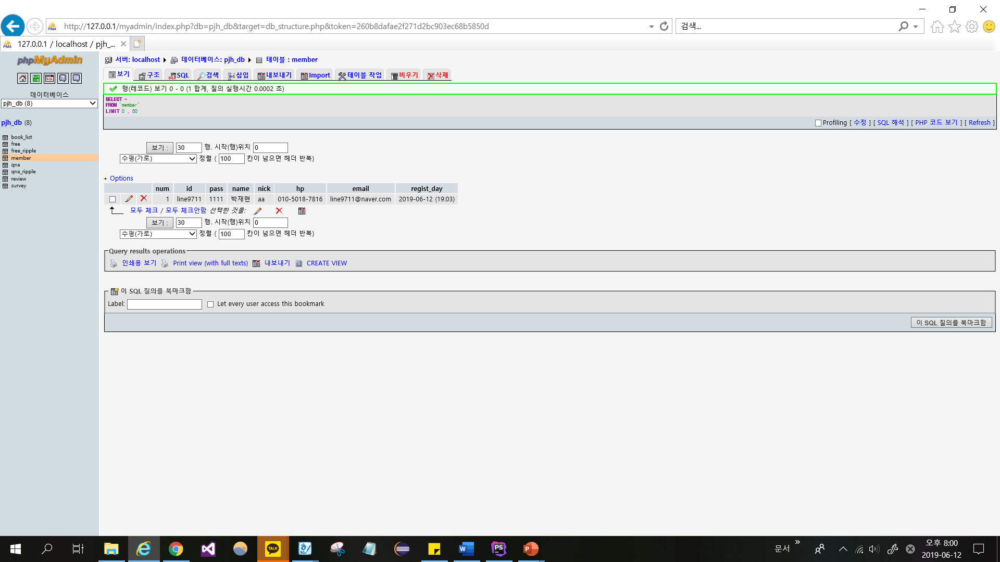 http://127.0.0.1/myadmin/index.php?db=pjh_db&target=db_structure.php&token=260b8dafae2f271d2bc903ec68b5850d
검색...
127.0.0.1 / localhost / pjh_...
phpMyAdmin
데이터베이스
pjh_db (8)
pjh_db (8)
book_list
free
free_ripple
member
qna
qna_ripple
review
survey
서버: localhost 데이터베이스: pjh_db 테이블 : member
보기 구조 SQL 검색 삽입 내보내기 Import 테이블 작업 비우기 삭제
행(레코드) 보기 0 - 0 (1 합계, 질의 실행시간 0.0002 초)
SELECT *
FROM `member`
LIMIT 0 , 30
Profiling [ 수정 ] [ SQL 해석 ] [ PHP 코드 보기 ] [ Refresh ]
보기 : 30 행. 시작(행)위치 0
수평(가로) 정렬 ( 100 칸이 넘으면 헤더 반복)
+ Options
num id pass name nick hp email regist_day
1 line9711 1111 박재현 aa 010-5018-7816 line9711@naver.com 2019-06-12 (19:03)
모두 체크 / 모두 체크안함 선택한 것을:
보기 : 30 행. 시작(행)위치 0
수평(가로) 정렬 ( 100 칸이 넘으면 헤더 반복)
Query results operations
인쇄용 보기 Print view (with full texts) 내보내기 CREATE VIEW
이 SQL 질의를 북마크함
Label: Let every user access this bookmark
이 SQL 질의를 북마크함
TALK
W
PS
P
문서
오후 8:00
2019-06-12